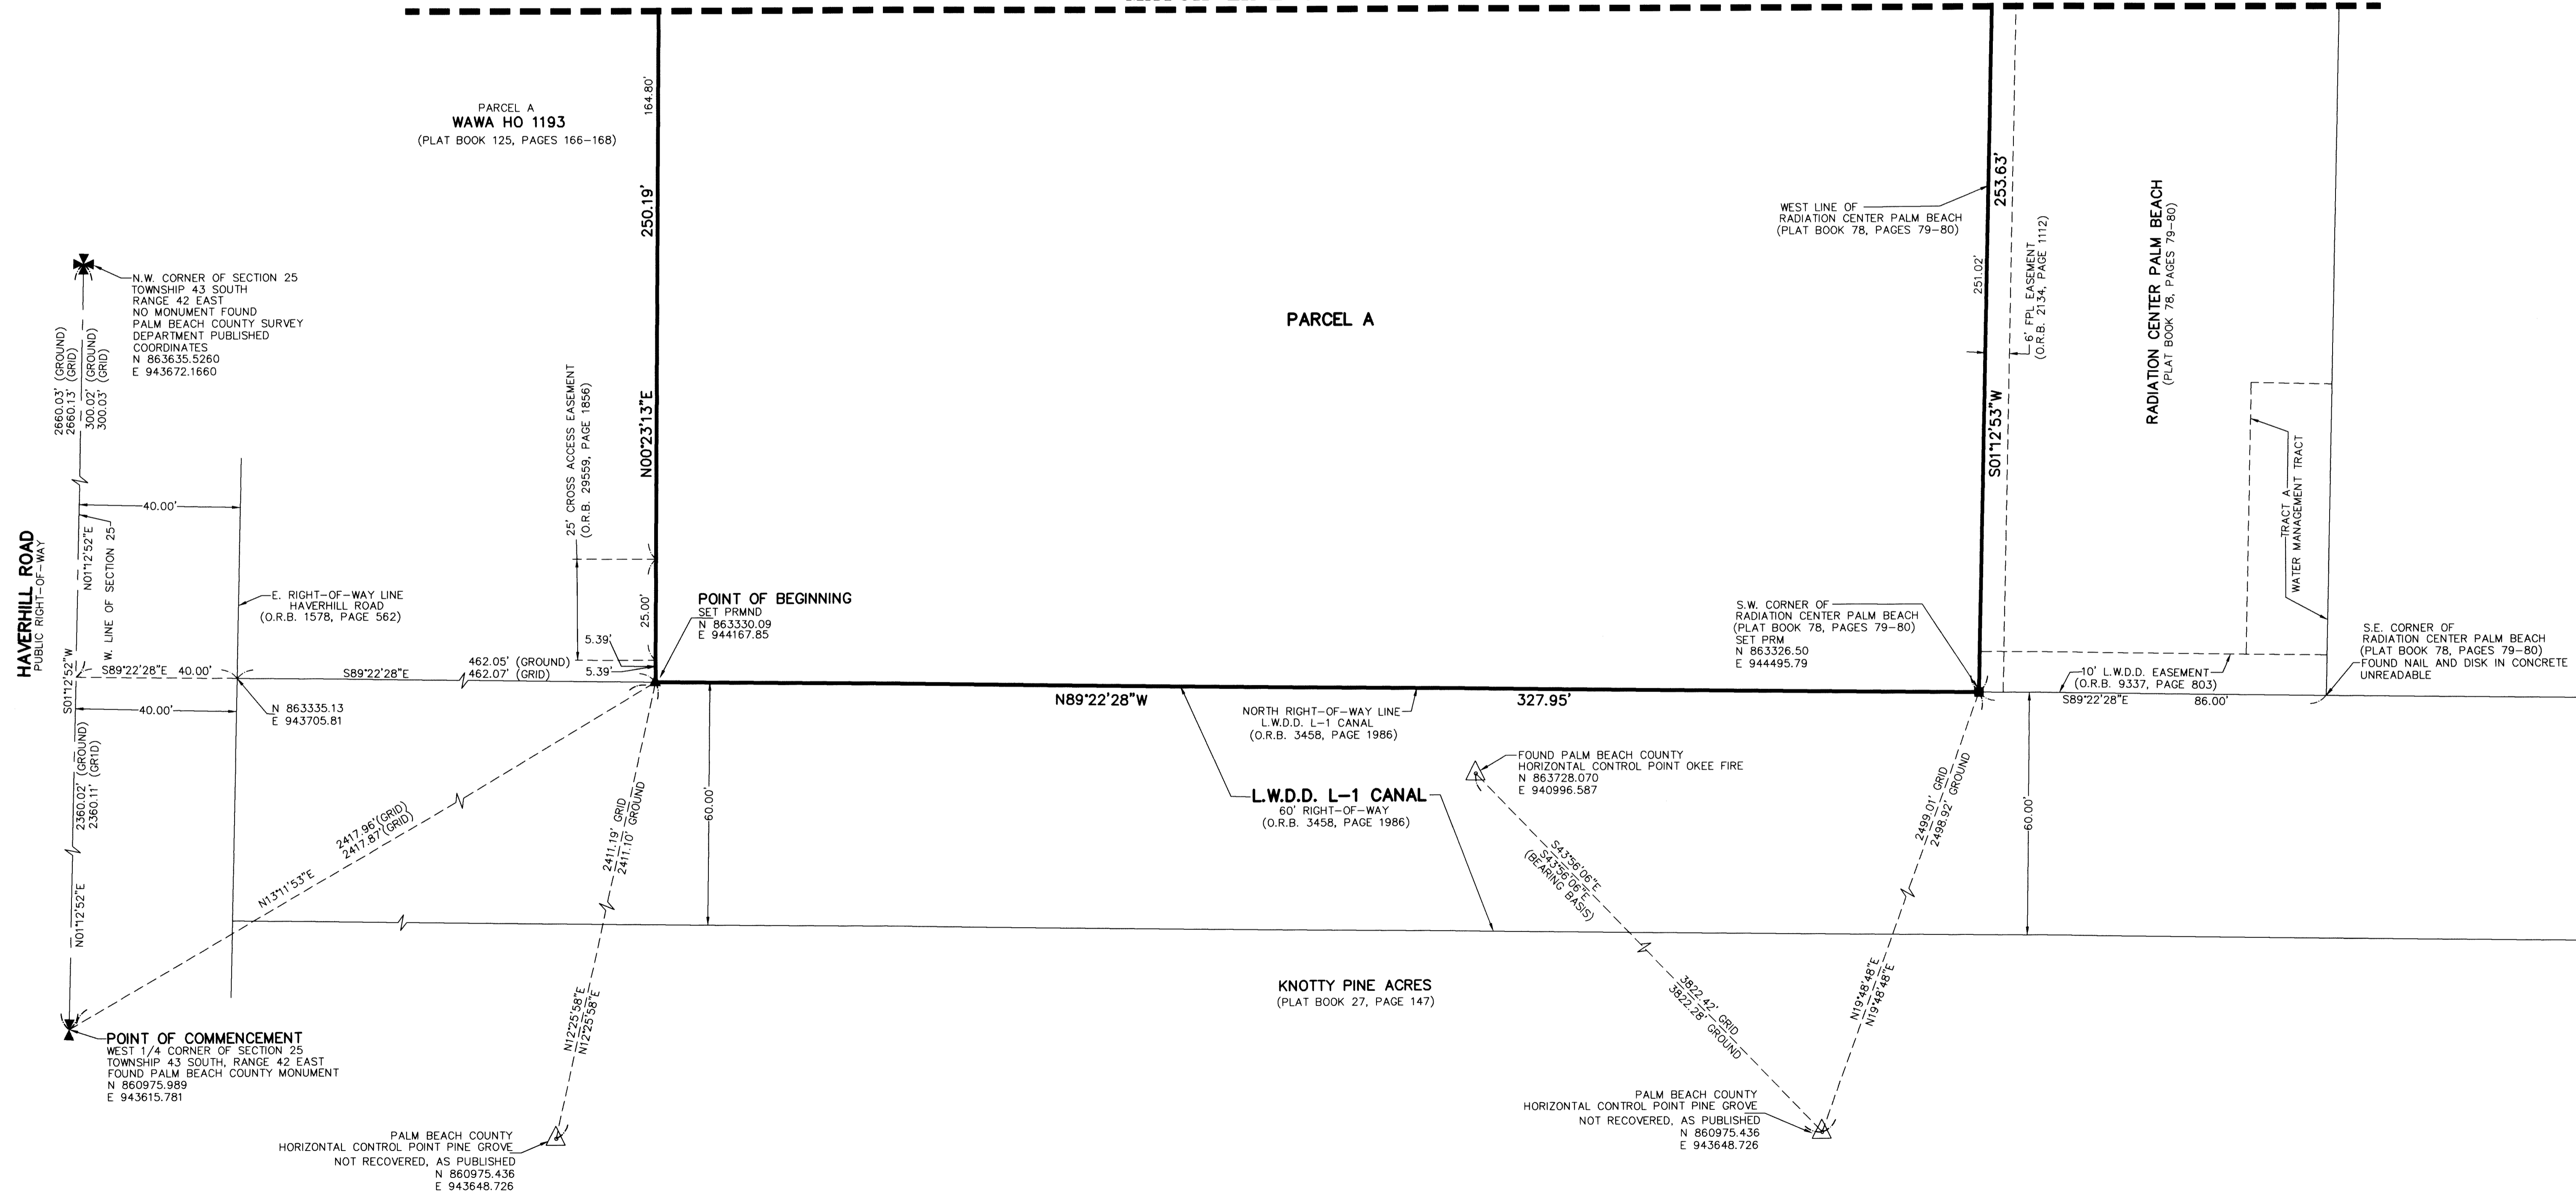 164.80'
PARCEL A
WAWA HO 1193
(PLAT BOOK 125, PAGES 166-168)
250.19'
N00°23'13"E
PARCEL A
WEST LINE OF
RADIATION CENTER PALM BEACH
(PLAT BOOK 78, PAGES 79-80)
253.63'
251.02'
S01°12'53"W
6' FPL EASEMENT
(O.R.B. 2134, PAGE 1112)
RADIATION CENTER PALM BEACH
(PLAT BOOK 78, PAGES 79-80)
TRACT A
WATER MANAGEMENT TRACT
N.W. CORNER OF SECTION 25
TOWNSHIP 43 SOUTH
RANGE 42 EAST
NO MONUMENT FOUND
PALM BEACH COUNTY SURVEY
DEPARTMENT PUBLISHED
COORDINATES
N 863635.5260
E 943672.1660
2660.03' (GROUND)
2660.13' (GRID)
300.02' (GROUND)
300.03' (GRID)
25' CROSS ACCESS EASEMENT
(O.R.B. 29559, PAGE 1856)
40.00'
HAVERHILL ROAD
PUBLIC RIGHT-OF-WAY
N01°12'52"E
W. LINE OF SECTION 25
S01°12'52"W
E. RIGHT-OF-WAY LINE
HAVERHILL ROAD
(O.R.B. 1578, PAGE 562)
25.00'
5.39'
5.39'
POINT OF BEGINNING
SET PRMND
N 863330.09
E 944167.85
S.W. CORNER OF
RADIATION CENTER PALM BEACH
(PLAT BOOK 78, PAGES 79-80)
SET PRM
N 863326.50
E 944495.79
S.E. CORNER OF
RADIATION CENTER PALM BEACH
(PLAT BOOK 78, PAGES 79-80)
FOUND NAIL AND DISK IN CONCRETE
UNREADABLE
S89°22'28"E 40.00'
S89°22'28"E
462.05' (GROUND)
462.07' (GRID)
10' L.W.D.D. EASEMENT
(O.R.B. 9337, PAGE 803)
S89°22'28"E 86.00'
40.00'
N 863335.13
E 943705.81
N89°22'28"W
327.95'
NORTH RIGHT-OF-WAY LINE
L.W.D.D. L-1 CANAL
(O.R.B. 3458, PAGE 1986)
2360.02' (GROUND)
2360.11' (GRID)
N01°12'52"E
FOUND PALM BEACH COUNTY
HORIZONTAL CONTROL POINT OKEE FIRE
N 863728.070
E 940996.587
L.W.D.D. L-1 CANAL
60' RIGHT-OF-WAY
(O.R.B. 3458, PAGE 1986)
60.00'
60.00'
2417.96'(GRID)
2417.87'(GRID)
N13°11'53"E
2411.19' GRID
2411.10' GROUND
N12°25'58"E
N12°25'58"E
S43°56'06"E
S43°56'06"E
(BEARING BASIS)
3822.42' GRID
3822.28' GROUND
2499.01' GRID
2498.92' GROUND
N19°48'48"E
N19°48'48"E
KNOTTY PINE ACRES
(PLAT BOOK 27, PAGE 147)
POINT OF COMMENCEMENT
WEST 1/4 CORNER OF SECTION 25
TOWNSHIP 43 SOUTH, RANGE 42 EAST
FOUND PALM BEACH COUNTY MONUMENT
N 860975.989
E 943615.781
PALM BEACH COUNTY
HORIZONTAL CONTROL POINT PINE GROVE
NOT RECOVERED, AS PUBLISHED
N 860975.436
E 943648.726
PALM BEACH COUNTY
HORIZONTAL CONTROL POINT PINE GROVE
NOT RECOVERED, AS PUBLISHED
N 860975.436
E 943648.726